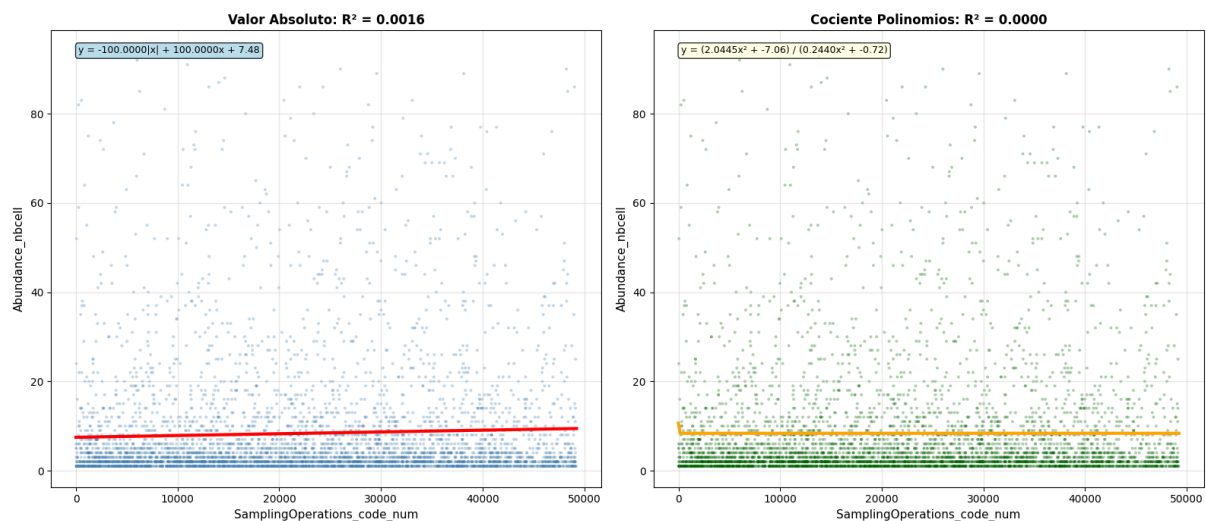 Valor Absoluto: R² = 0.0016
y = -100.0000|x| + 100.0000x + 7.48
Abundance_nbcell
80
60
40
20
0
0 10000 20000 30000 40000 50000
SamplingOperations_code_num
Cociente Polinomios: R² = 0.0000
y = (2.0445x² + -7.06) / (0.2440x² + -0.72)
Abundance_nbcell
80
60
40
20
0
0 10000 20000 30000 40000 50000
SamplingOperations_code_num